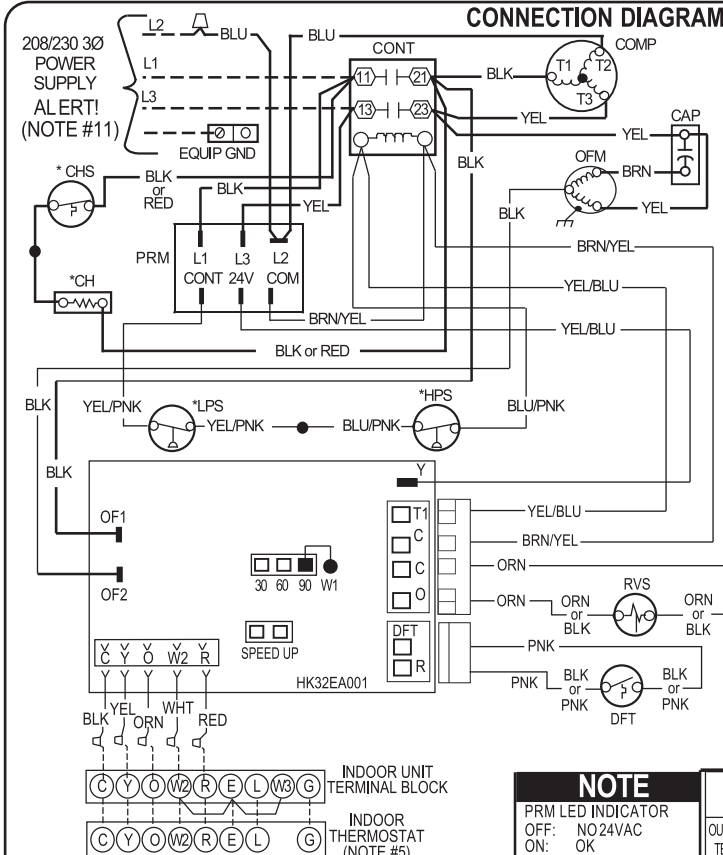 CONNECTION DIAGRAM
208/230 3Ø
POWER
SUPPLY
ALERT!
(NOTE #11)
L2
BLU
BLU
L1
L3
EQUIP GND
CONT
11
21
13
23
BLK
COMP
T1
T2
T3
YEL
CAP
YEL
OFM
BRN
YEL
* CHS
BLK
or
RED
BLK
YEL
BLK
BLK
PRM
L1
L3
L2
CONT
24V
COM
*CH
BRN/YEL
BRN/YEL
YEL/BLU
YEL/BLU
BLK or RED
BLK
YEL/PNK
*LPS
YEL/PNK
BLU/PNK
*HPS
BLU/PNK
BLK
OF1
OF2
Y
T1
C
C
O
DFT
R
30
60
90
W1
SPEED UP
HK32EA001
C
Y
O
W2
R
YEL/BLU
BRN/YEL
ORN
ORN
ORN
or
BLK
RVS
ORN
or
BLK
PNK
PNK
BLK
or
PNK
DFT
BLK
or
PNK
BLK
YEL
ORN
WHT
RED
C Y O W2 R E L W3 G
INDOOR UNIT
TERMINAL BLOCK
C Y O W2 R E L G
INDOOR
THERMOSTAT
(NOTE #5)
NOTE
PRM LED INDICATOR
OFF: NO 24VAC
ON: OK
OU
TE